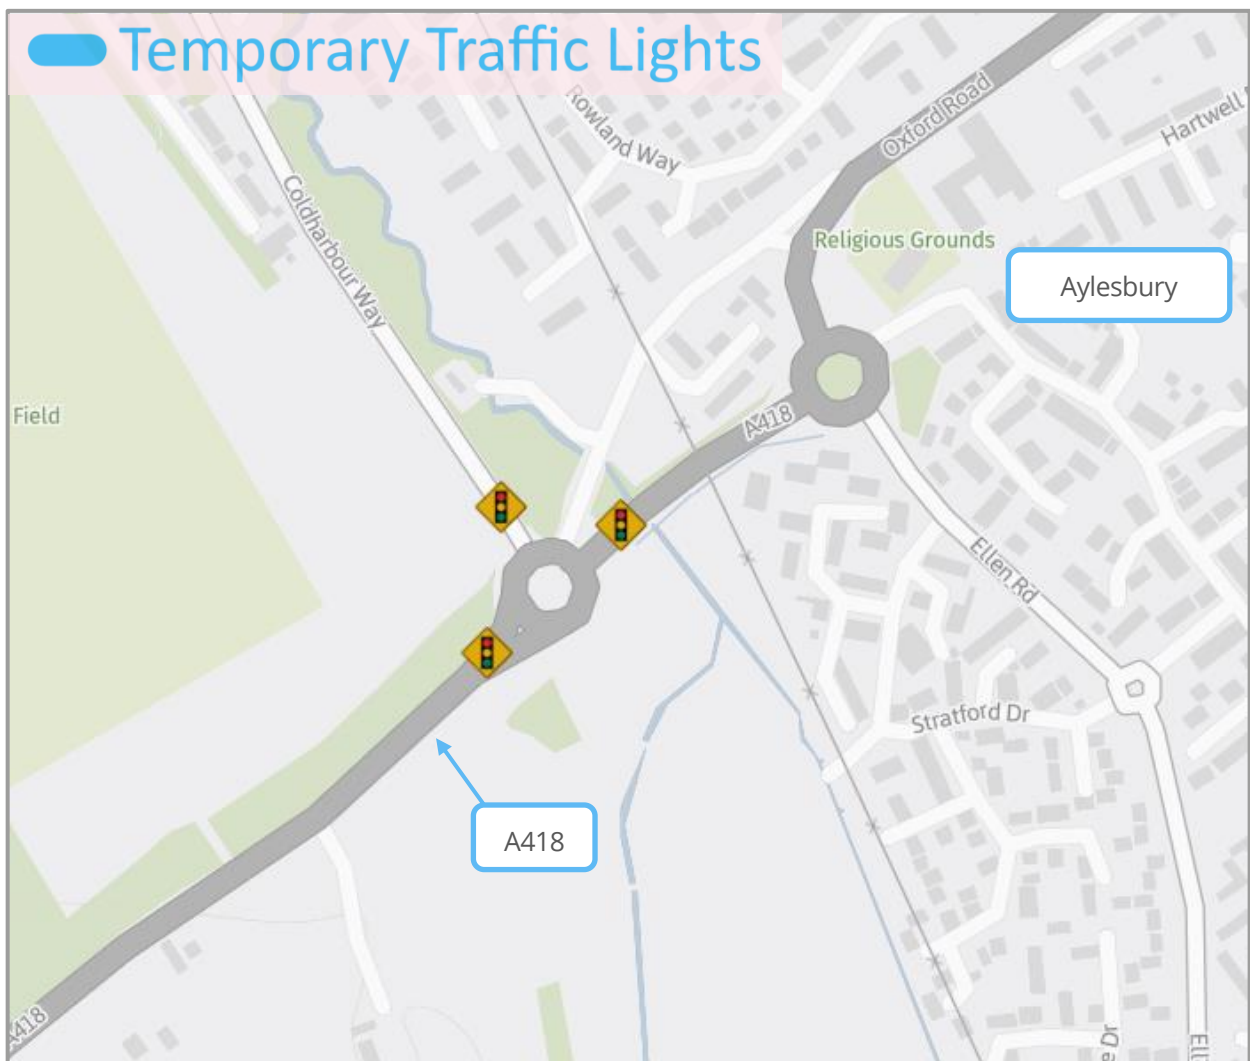 Temporary Traffic Lights
Rowland Way
Oxford Road
Hartwell
Coldharbour Way
Religious Grounds
Aylesbury
Field
A418
Ellen Rd
Stratford Dr
A418
A418
Dr